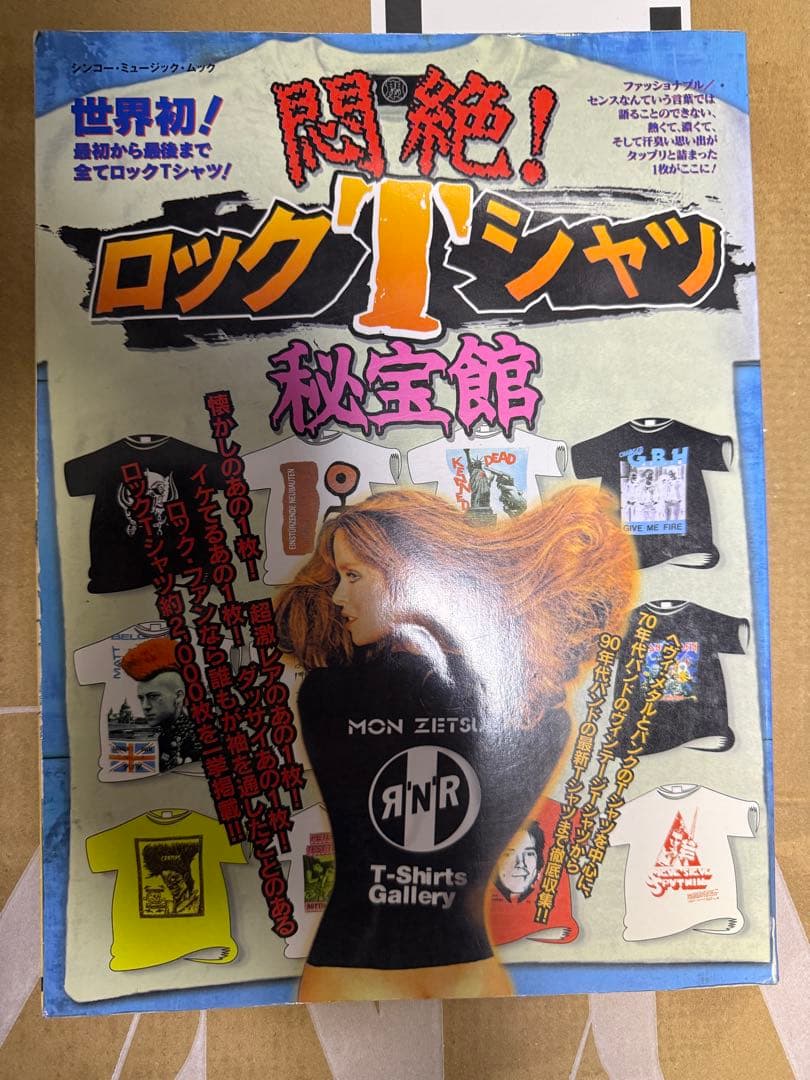 シンコー・ミュージック・ムック
世界初!
最初から最後まで
全てロックTシャツ!
悶絶!
ファッショナブル/
センスなんていう言葉では
語ることのできない、
熱くて、濃くて、
そして汗臭い思い出が
タップリと詰まった
1枚がここに!
ロックTシャツ
秘宝館
懐かしのあの1枚! 超激レアのあの1枚!
イケてるあの1枚! ダッサイあの1枚!
ロック・ファンなら誰もが袖を通したことのある
ロックTシャツ約2,000枚を一挙掲載!!
EINSTÜRZENDE NEUBAUTEN
DEAD
G.B.H
GIVE ME FIRE
ヘヴィ・メタルとパンクのTシャツを中心に、
70年代バンドのヴィンテージTシャツから
90年代バンドの最新Tシャツまで徹底収集!!
MATT
MON ZETSU
R'N'R
T-Shirts
Gallery